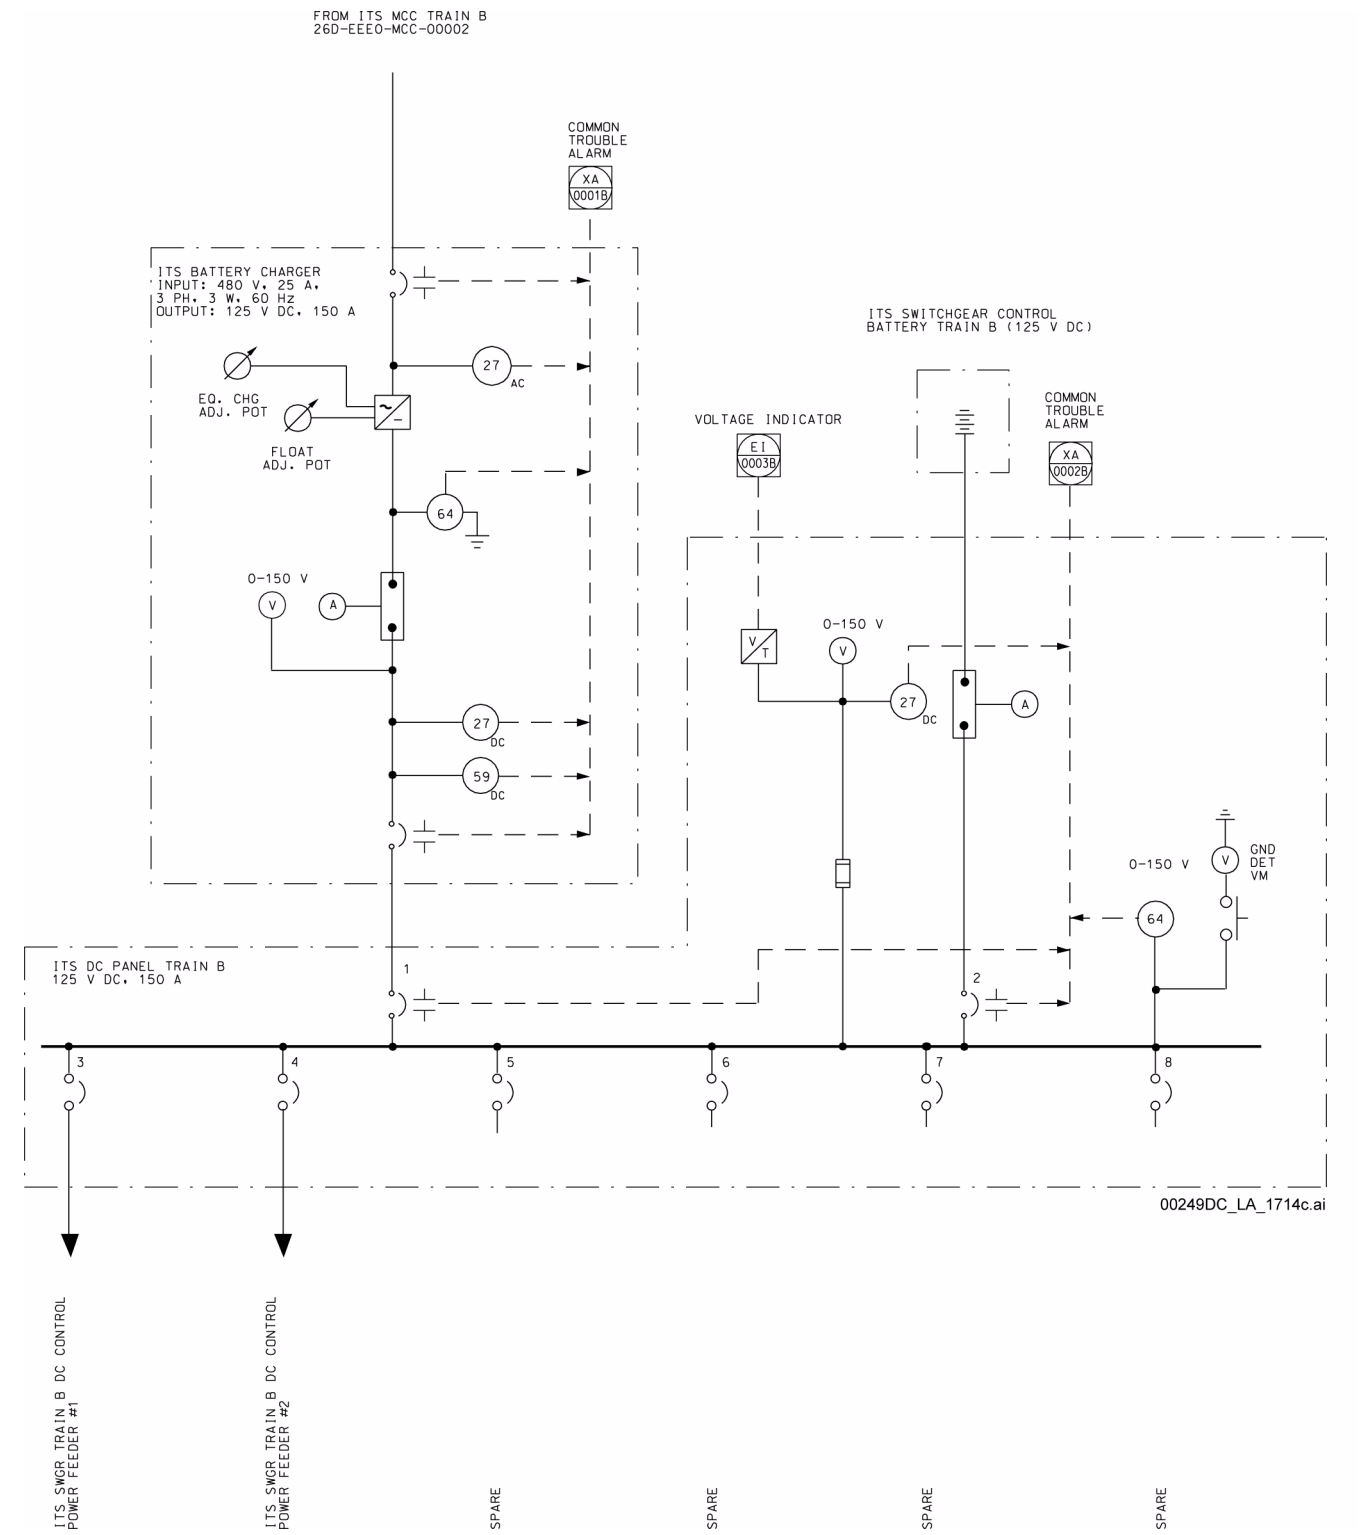 FROM ITS MCC TRAIN B
26D-EEE0-MCC-00002
COMMON
TROUBLE
ALARM
XA
0001B
ITS BATTERY CHARGER
INPUT: 480 V, 25 A,
3 PH, 3 W, 60 Hz
OUTPUT: 125 V DC, 150 A
27
AC
EQ. CHG
ADJ. POT
FLOAT
ADJ. POT
64
0-150 V
V
A
27
DC
59
DC
ITS SWITCHGEAR CONTROL
BATTERY TRAIN B (125 V DC)
VOLTAGE INDICATOR
EI
0003B
COMMON
TROUBLE
ALARM
XA
0002B
V
T
0-150 V
V
27
DC
A
0-150 V
V
GND
DET
VM
64
ITS DC PANEL TRAIN B
125 V DC, 150 A
1
2
3
4
5
6
7
8
00249DC_LA_1714c.ai
ITS SWGR TRAIN B DC CONTROL
POWER FEEDER #1
ITS SWGR TRAIN B DC CONTROL
POWER FEEDER #2
SPARE
SPARE
SPARE
SPARE